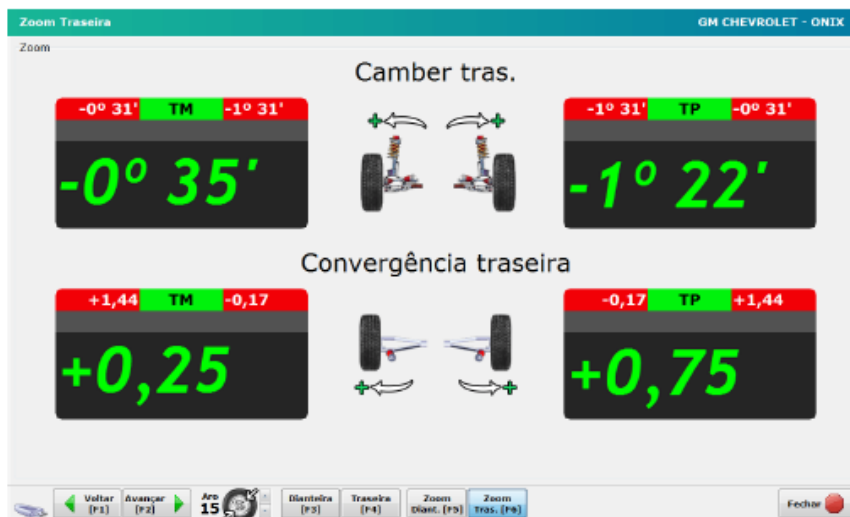 Zoom Traseira GM CHEVROLET - ONIX
Zoom
Camber tras.
-0º 31' TM -1º 31' -1º 31' TP -0º 31'
-0º 35' -1º 22'
Convergência traseira
+1,44 TM -0,17 -0,17 TP +1,44
+0,25 +0,75
Voltar [F1] Avançar [F2] Aro 15 Dianteira [F3] Traseira [F4] Zoom Diant. [F5] Zoom Tras. [F6] Fechar